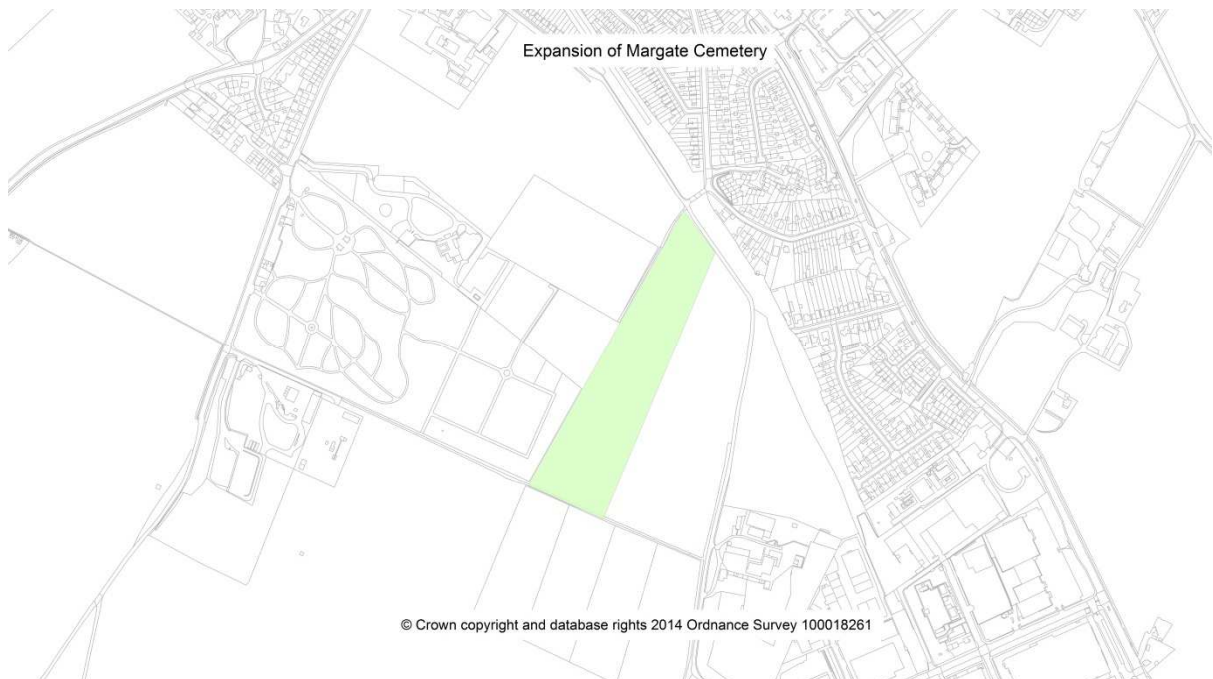 Expansion of Margate Cemetery
© Crown copyright and database rights 2014 Ordnance Survey 100018261